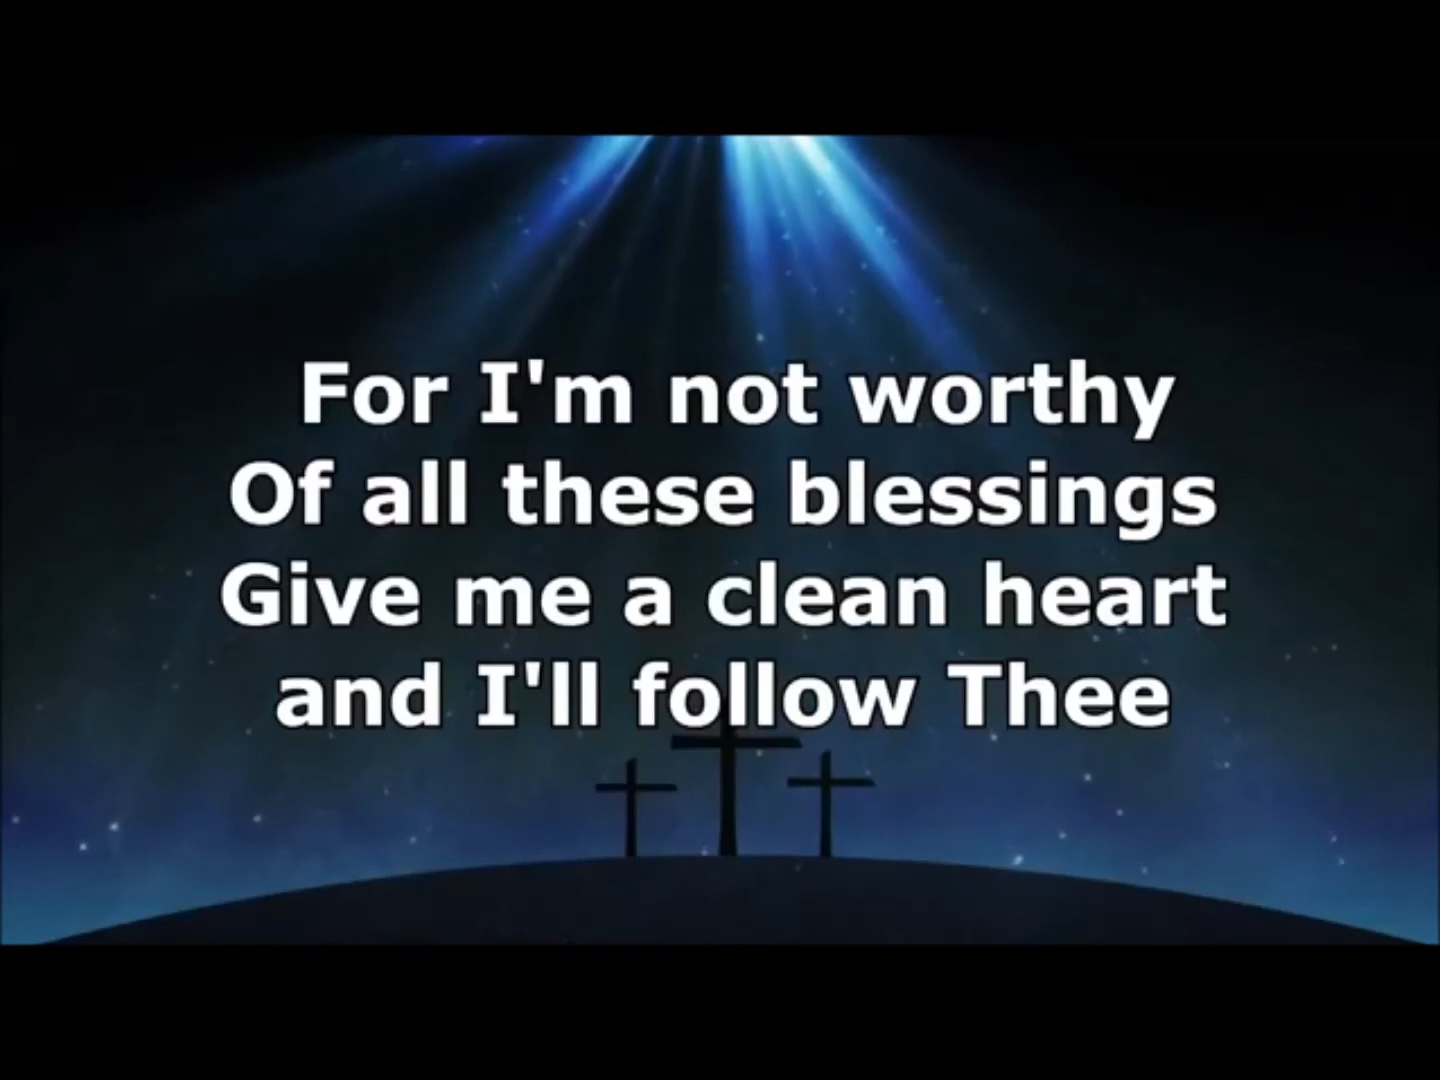 For I'm not worthy
Of all these blessings
Give me a clean heart
and I'll follow Thee